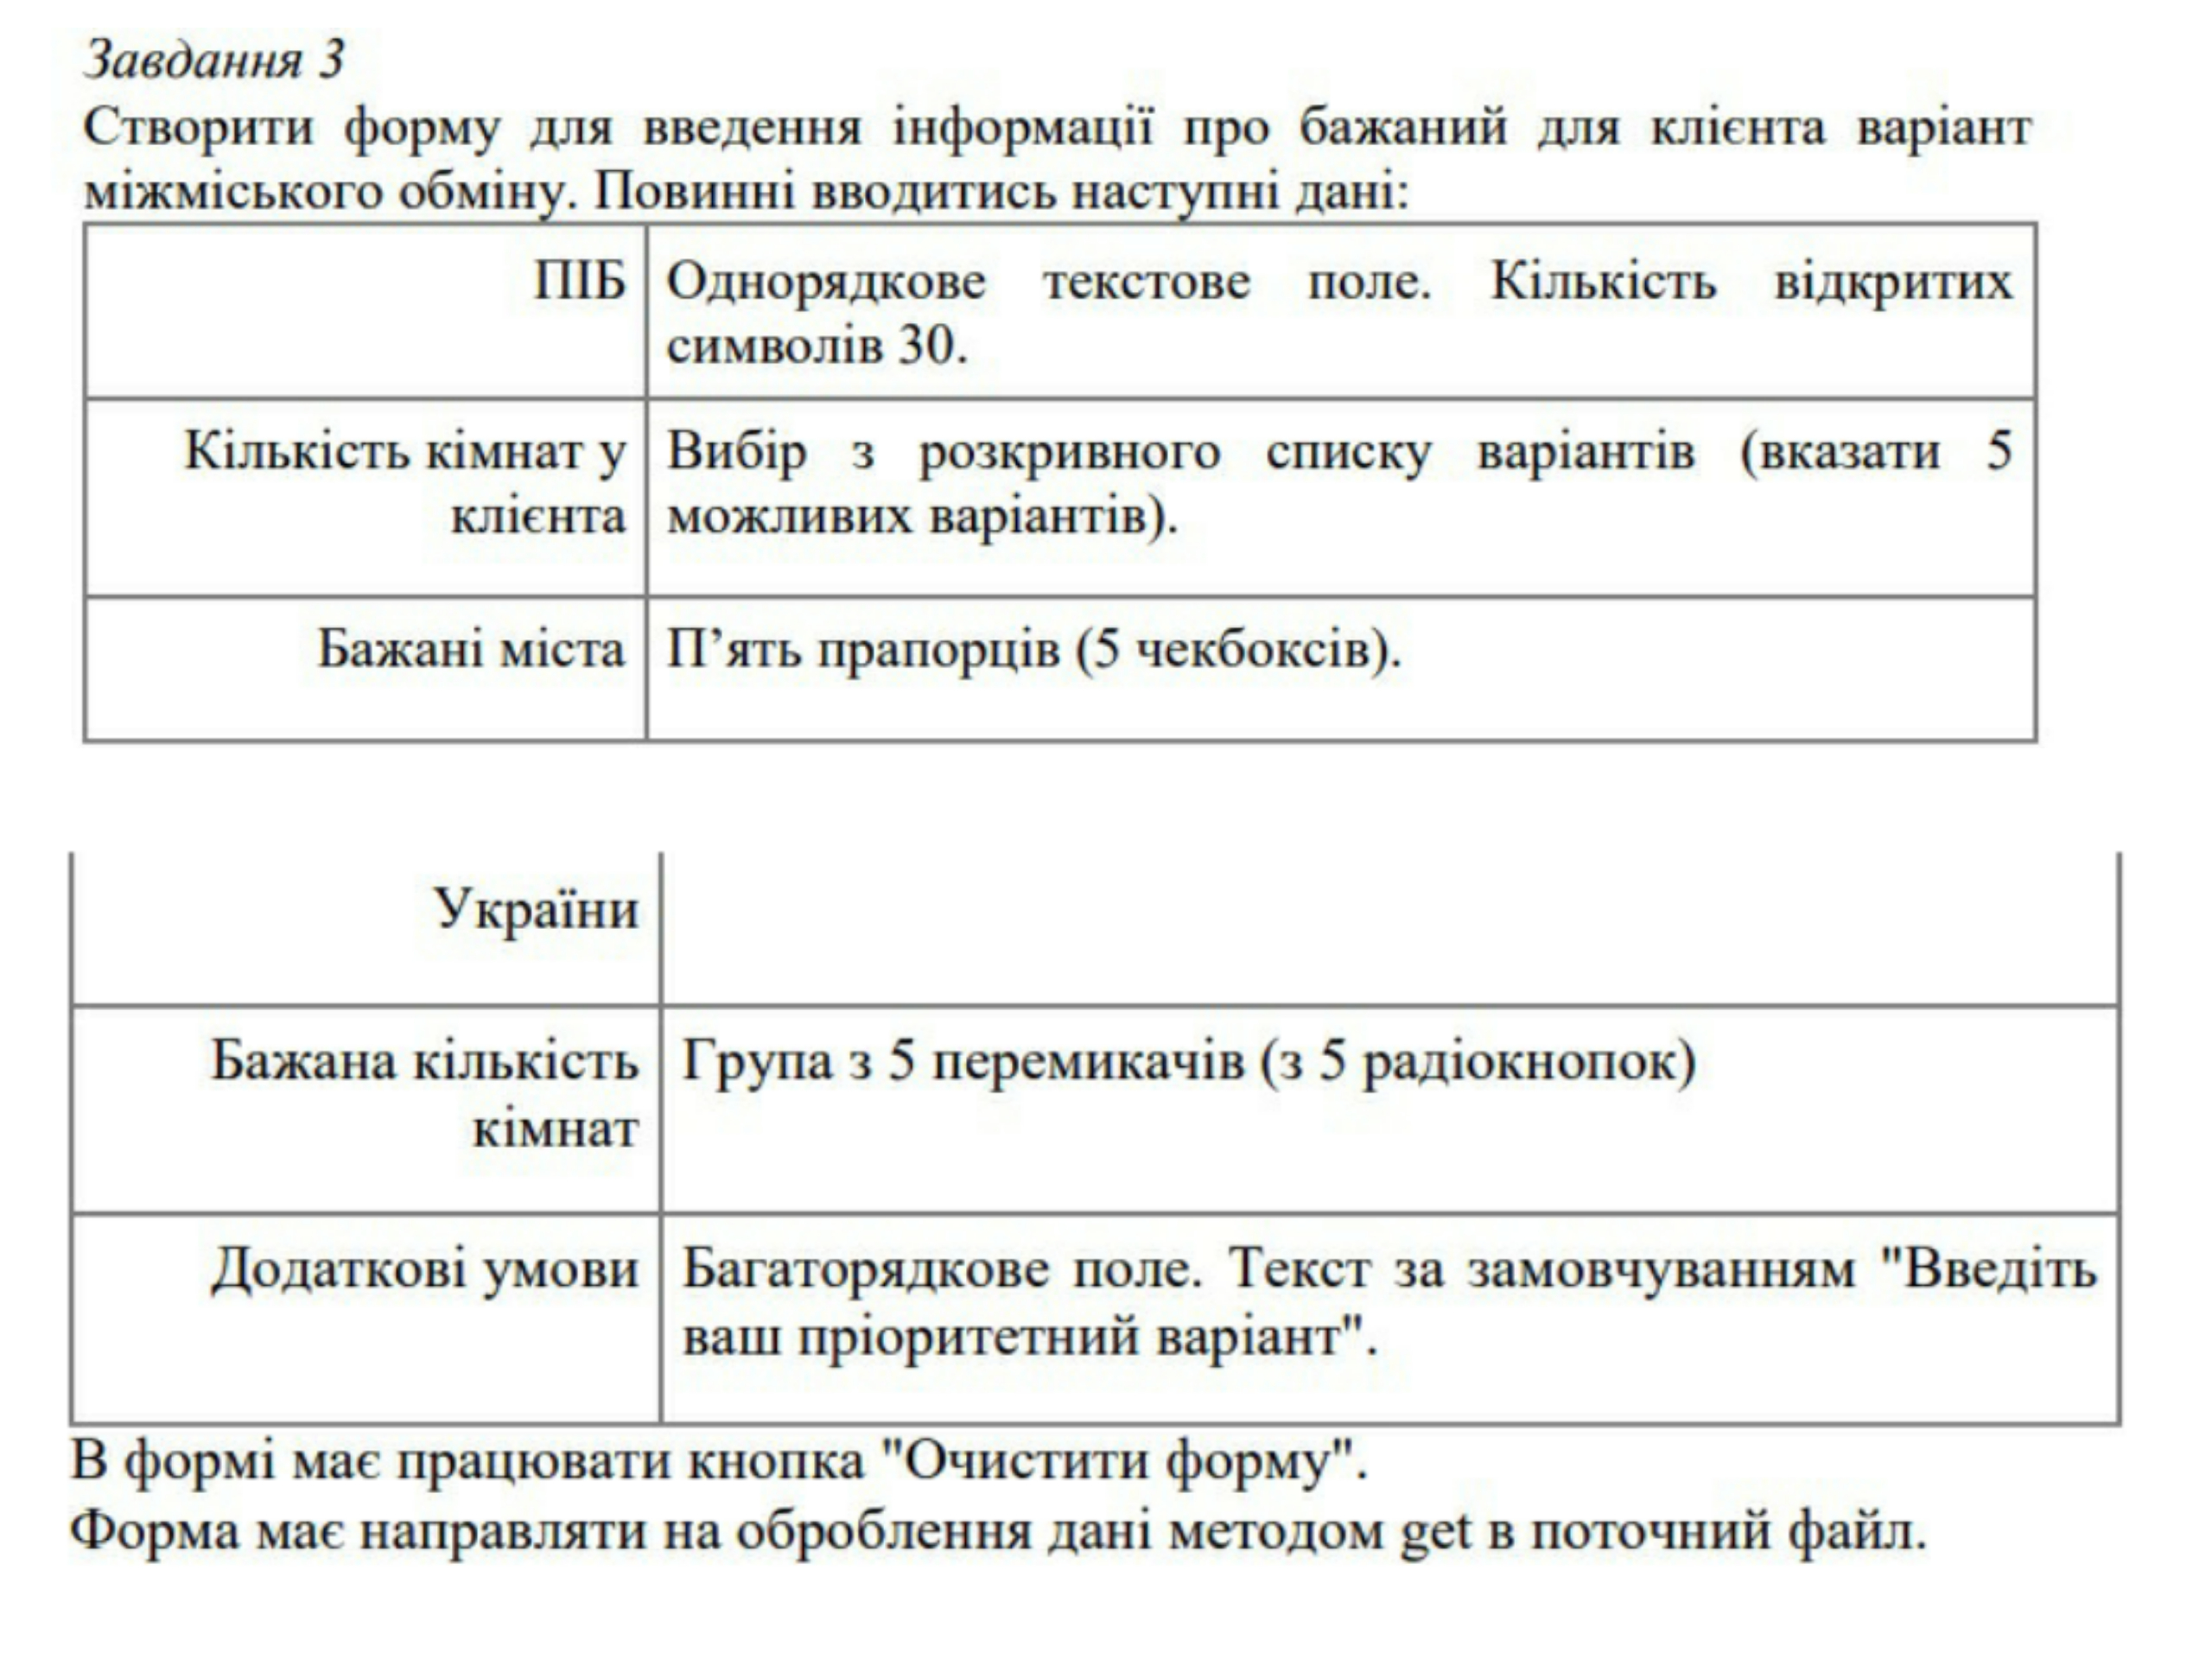 Завдання 3
Створити форму для введення інформації про бажаний для клієнта варіант
міжміського обміну. Повинні вводитись наступні дані:
ПІБ
Однорядкове текстове поле. Кількість відкритих
символів 30.
Кількість кімнат у
клієнта
Вибір з розкривного списку варіантів (вказати 5
можливих варіантів).
Бажані міста
П’ять прапорців (5 чекбоксів).
України
Бажана кількість
кімнат
Група з 5 перемикачів (з 5 радіокнопок)
Додаткові умови
Багаторядкове поле. Текст за замовчуванням "Введіть
ваш пріоритетний варіант".
В формі має працювати кнопка "Очистити форму".
Форма має направляти на оброблення дані методом get в поточний файл.